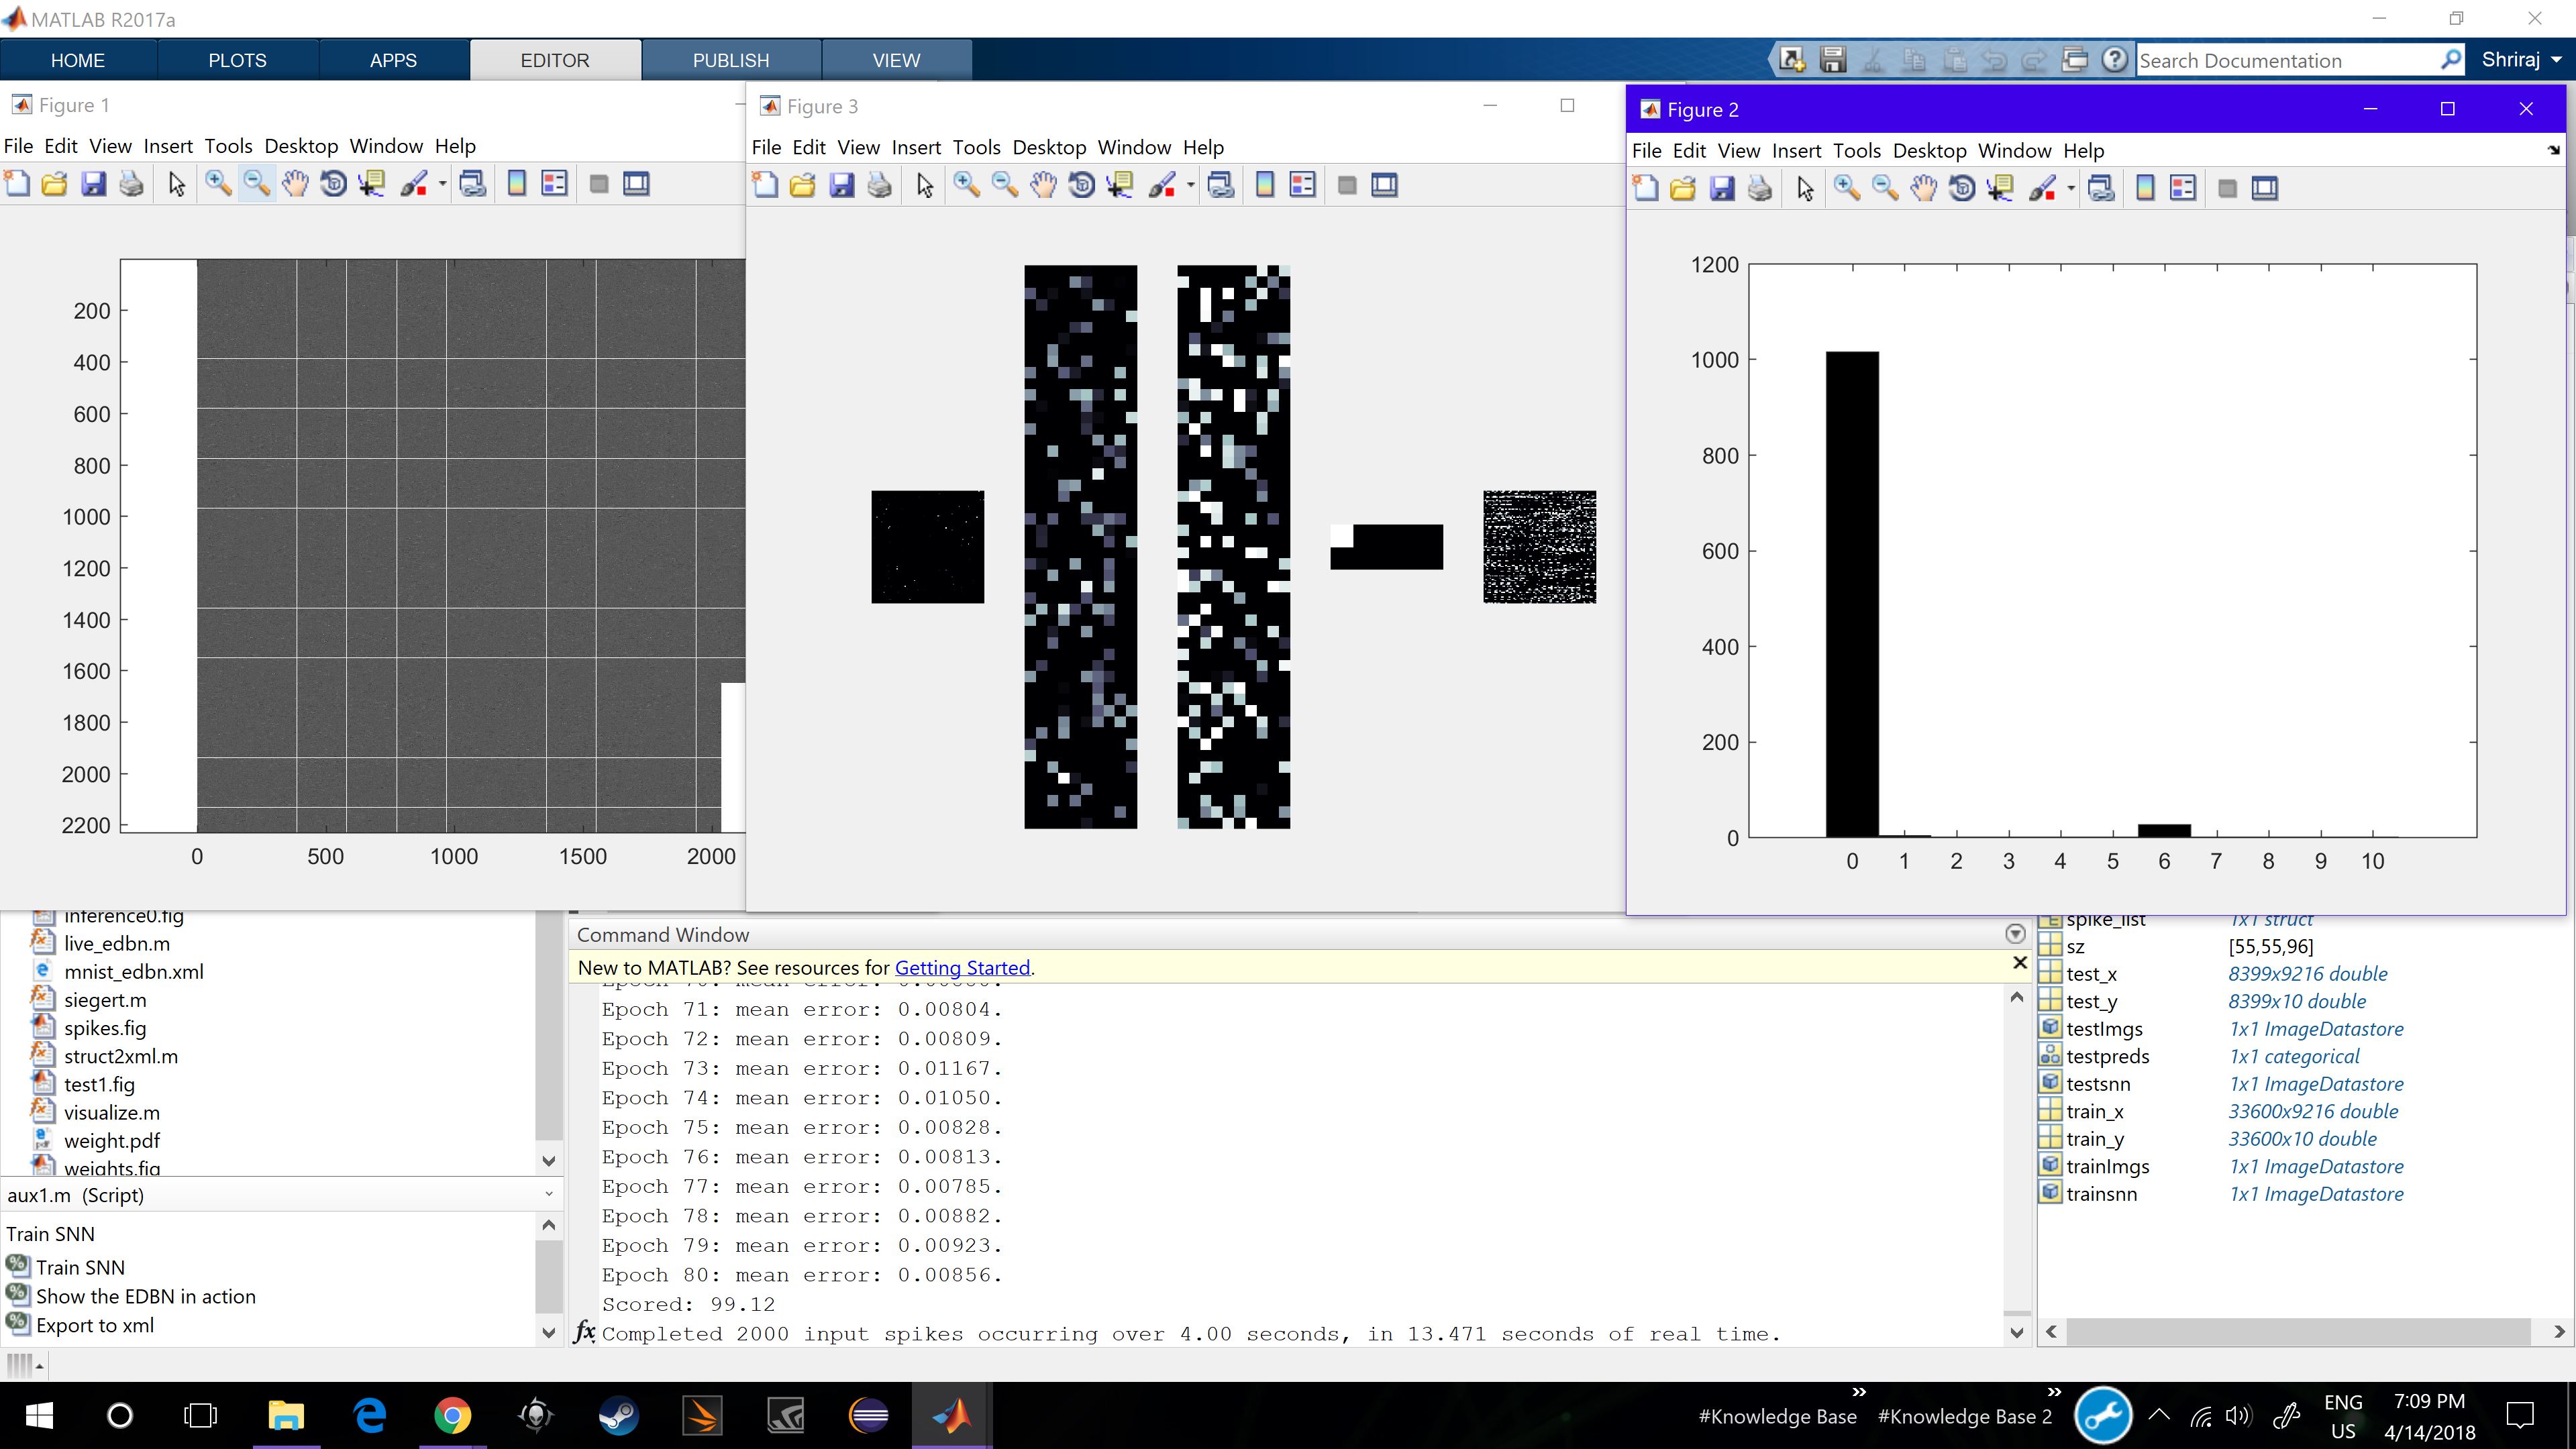 MATLAB R2017a
HOME PLOTS APPS EDITOR PUBLISH VIEW
Search Documentation
Shriraj
Figure 1
File Edit View Insert Tools Desktop Window Help
200
400
600
800
1000
1200
1400
1600
1800
2000
2200
0 500 1000 1500 2000
Figure 3
File Edit View Insert Tools Desktop Window Help
Figure 2
File Edit View Insert Tools Desktop Window Help
1200
1000
800
600
400
200
0
0 1 2 3 4 5 6 7 8 9 10
inference0.fig
live_edbn.m
mnist_edbn.xml
siegert.m
spikes.fig
struct2xml.m
test1.fig
visualize.m
weight.pdf
weights.fig
aux1.m (Script)
Train SNN
Train SNN
Show the EDBN in action
Export to xml
Command Window
New to MATLAB? See resources for Getting Started.
Epoch 71: mean error: 0.00804.
Epoch 72: mean error: 0.00809.
Epoch 73: mean error: 0.01167.
Epoch 74: mean error: 0.01050.
Epoch 75: mean error: 0.00828.
Epoch 76: mean error: 0.00813.
Epoch 77: mean error: 0.00785.
Epoch 78: mean error: 0.00882.
Epoch 79: mean error: 0.00923.
Epoch 80: mean error: 0.00856.
Scored: 99.12
fx Completed 2000 input spikes occurring over 4.00 seconds, in 13.471 seconds of real time.
spike_list 1x1 struct
sz [55,55,96]
test_x 8399x9216 double
test_y 8399x10 double
testImgs 1x1 ImageDatastore
testpreds 1x1 categorical
testsnn 1x1 ImageDatastore
train_x 33600x9216 double
train_y 33600x10 double
trainImgs 1x1 ImageDatastore
trainsnn 1x1 ImageDatastore
#Knowledge Base
#Knowledge Base 2
ENG
US
7:09 PM
4/14/2018